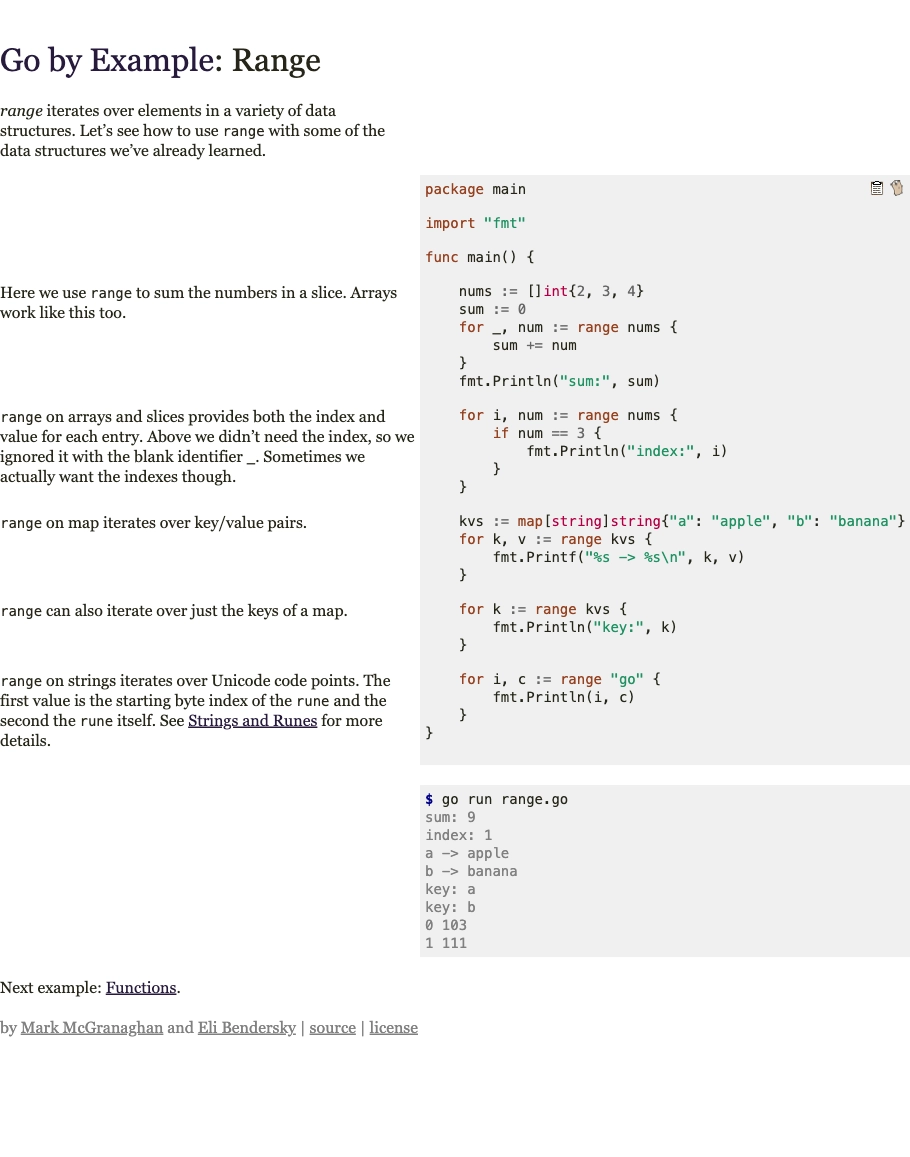 Go by Example: Range
range iterates over elements in a variety of data
structures. Let’s see how to use range with some of the
data structures we’ve already learned.
package main
import "fmt"
func main() {
Here we use range to sum the numbers in a slice. Arrays
work like this too.
    nums := []int{2, 3, 4}
    sum := 0
    for _, num := range nums {
        sum += num
    }
    fmt.Println("sum:", sum)
range on arrays and slices provides both the index and
value for each entry. Above we didn’t need the index, so we
ignored it with the blank identifier _. Sometimes we
actually want the indexes though.
    for i, num := range nums {
        if num == 3 {
            fmt.Println("index:", i)
        }
    }
range on map iterates over key/value pairs.
    kvs := map[string]string{"a": "apple", "b": "banana"}
    for k, v := range kvs {
        fmt.Printf("%s -> %s\n", k, v)
    }
range can also iterate over just the keys of a map.
    for k := range kvs {
        fmt.Println("key:", k)
    }
range on strings iterates over Unicode code points. The
first value is the starting byte index of the rune and the
second the rune itself. See Strings and Runes for more
details.
    for i, c := range "go" {
        fmt.Println(i, c)
    }
}
$ go run range.go
sum: 9
index: 1
a -> apple
b -> banana
key: a
key: b
0 103
1 111
Next example: Functions.
by Mark McGranaghan and Eli Bendersky | source | license